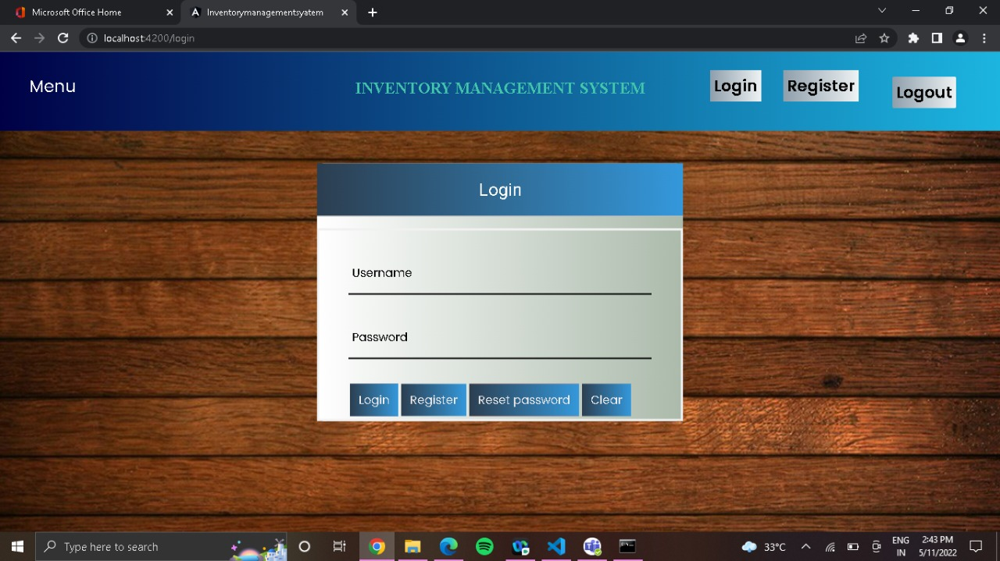 Microsoft Office Home
Inventorymanagementsyatem
localhost:4200/login
Menu
INVENTORY MANAGEMENT SYSTEM
Login
Register
Logout
Login
Username
Password
Login
Register
Reset password
Clear
Type here to search
33°C
ENG
IN
2:43 PM
5/11/2022